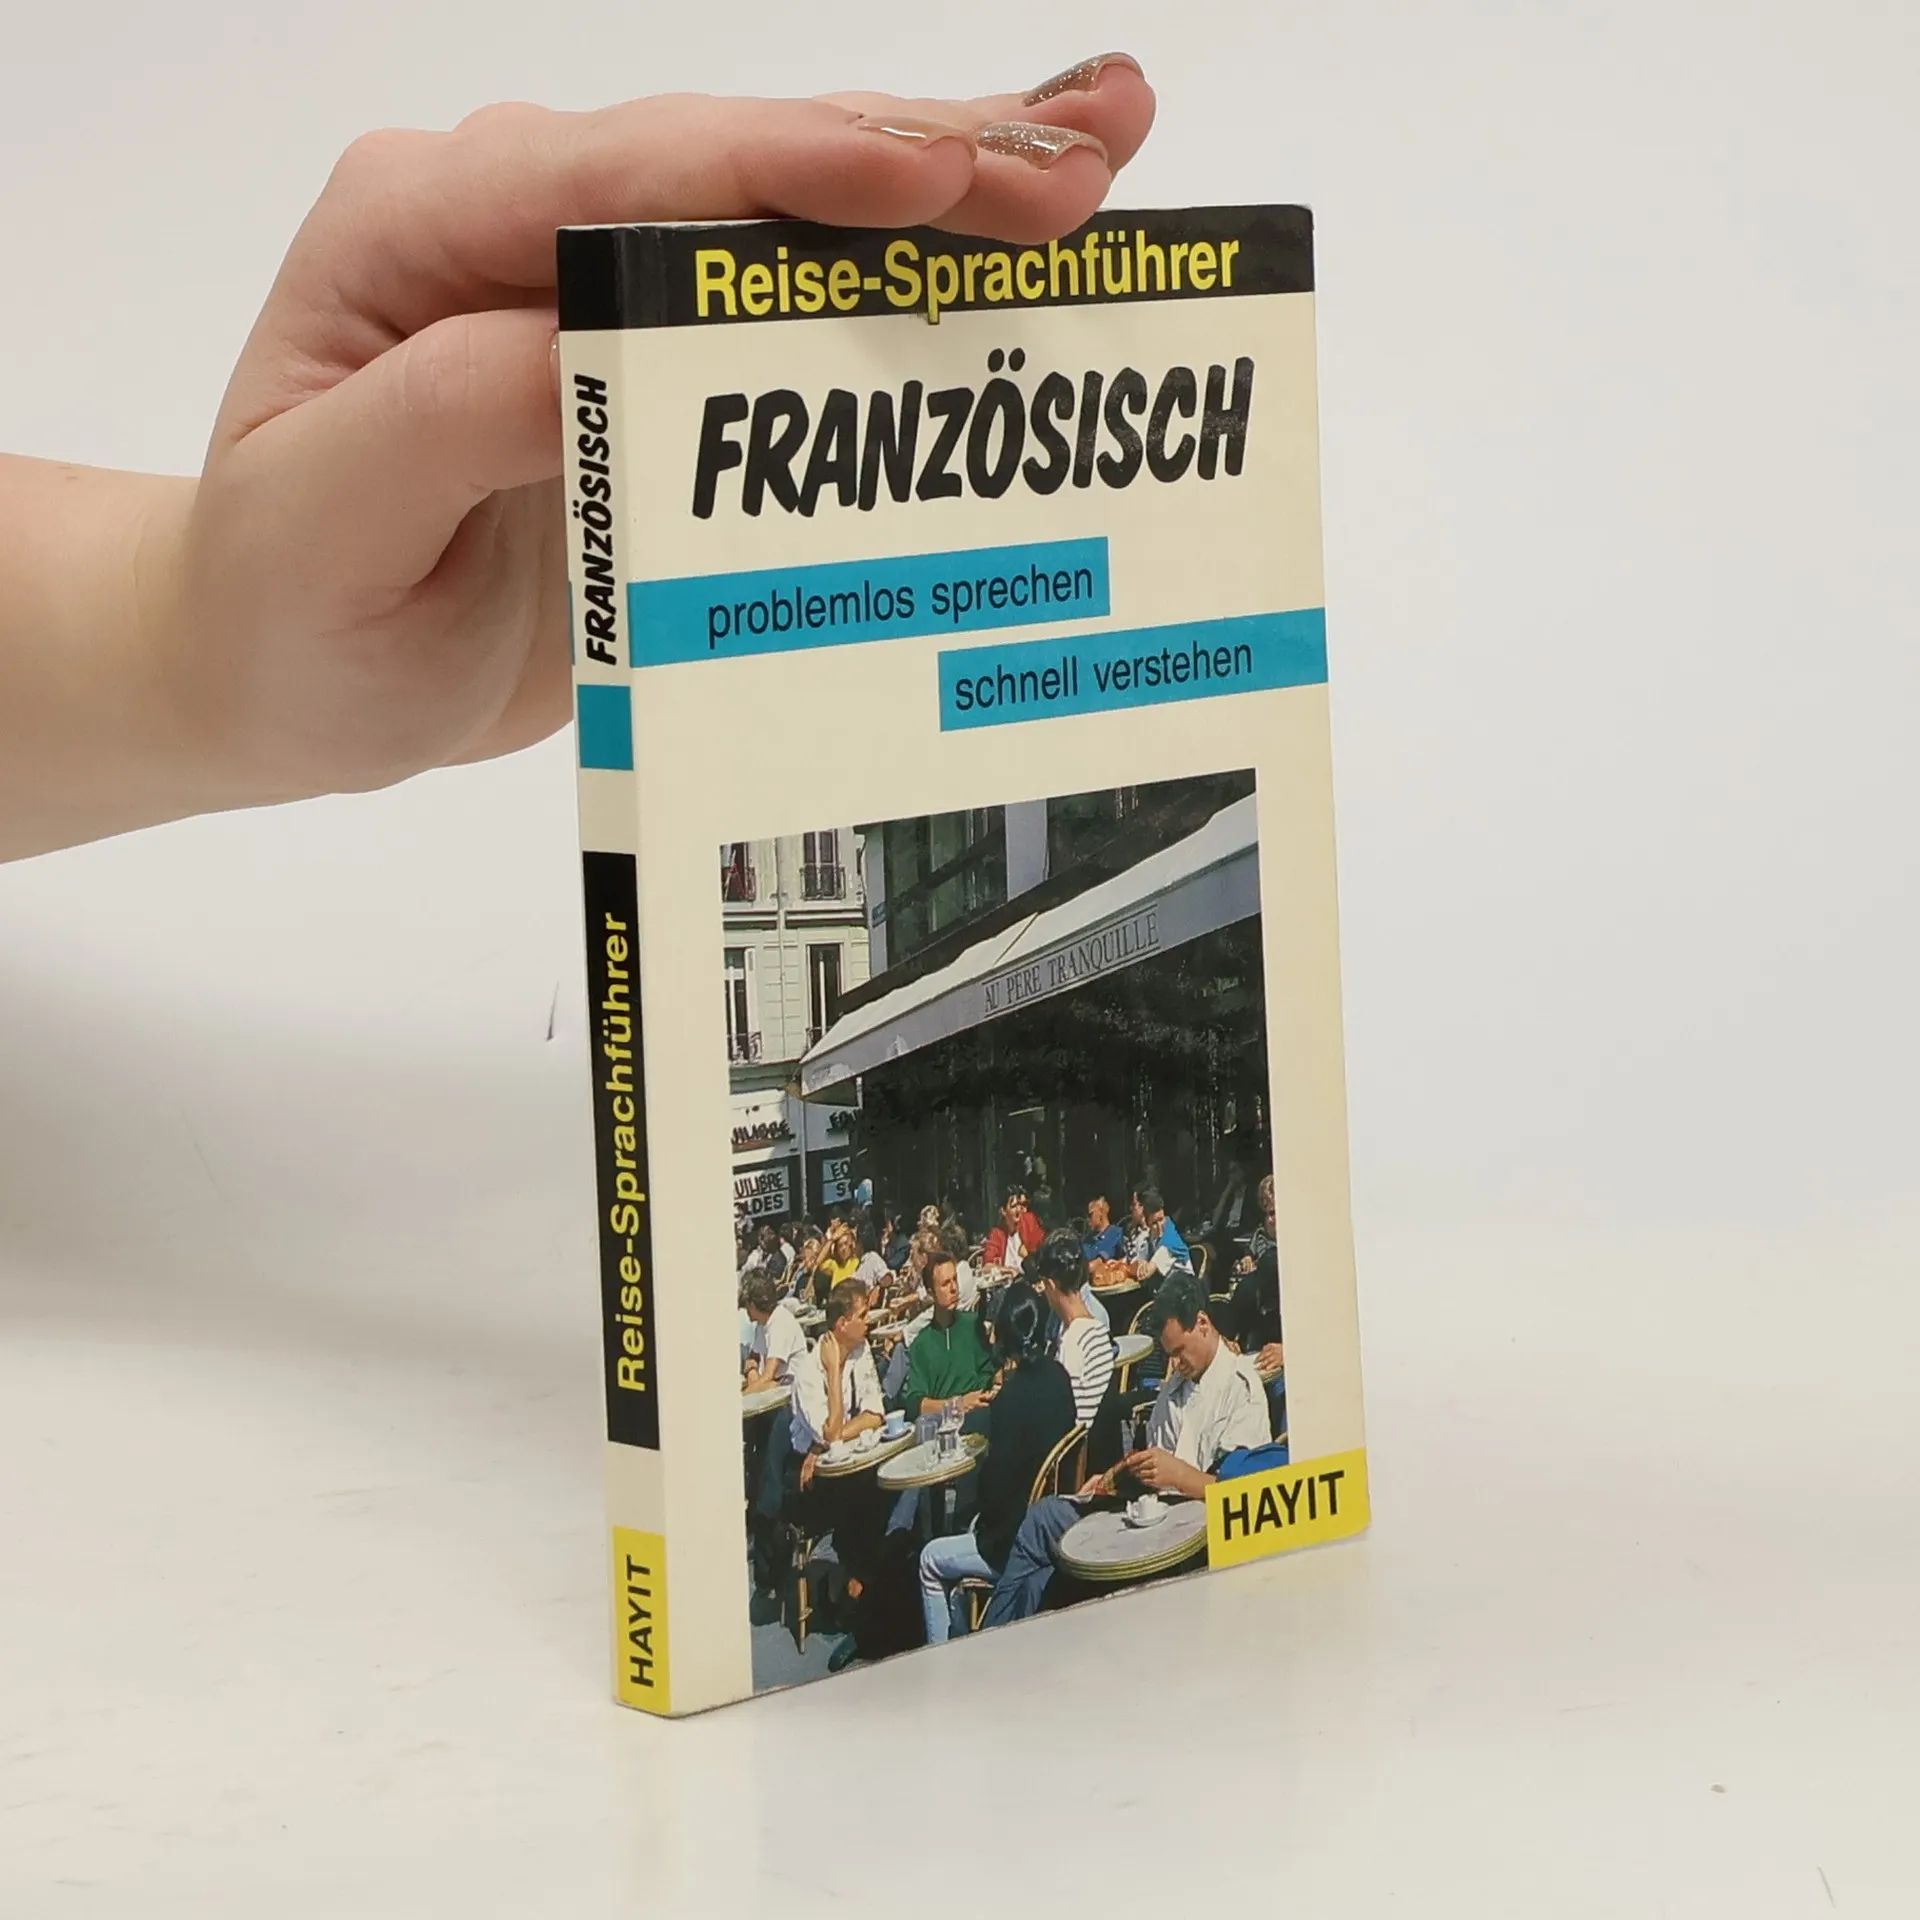 Reise-Sprachführer
FRANZÖSISCH
problemlos sprechen
schnell verstehen
AU PÈRE TRANQUILLE
HAYIT
FRANZÖSISCH
Reise-Sprachführer
HAYIT